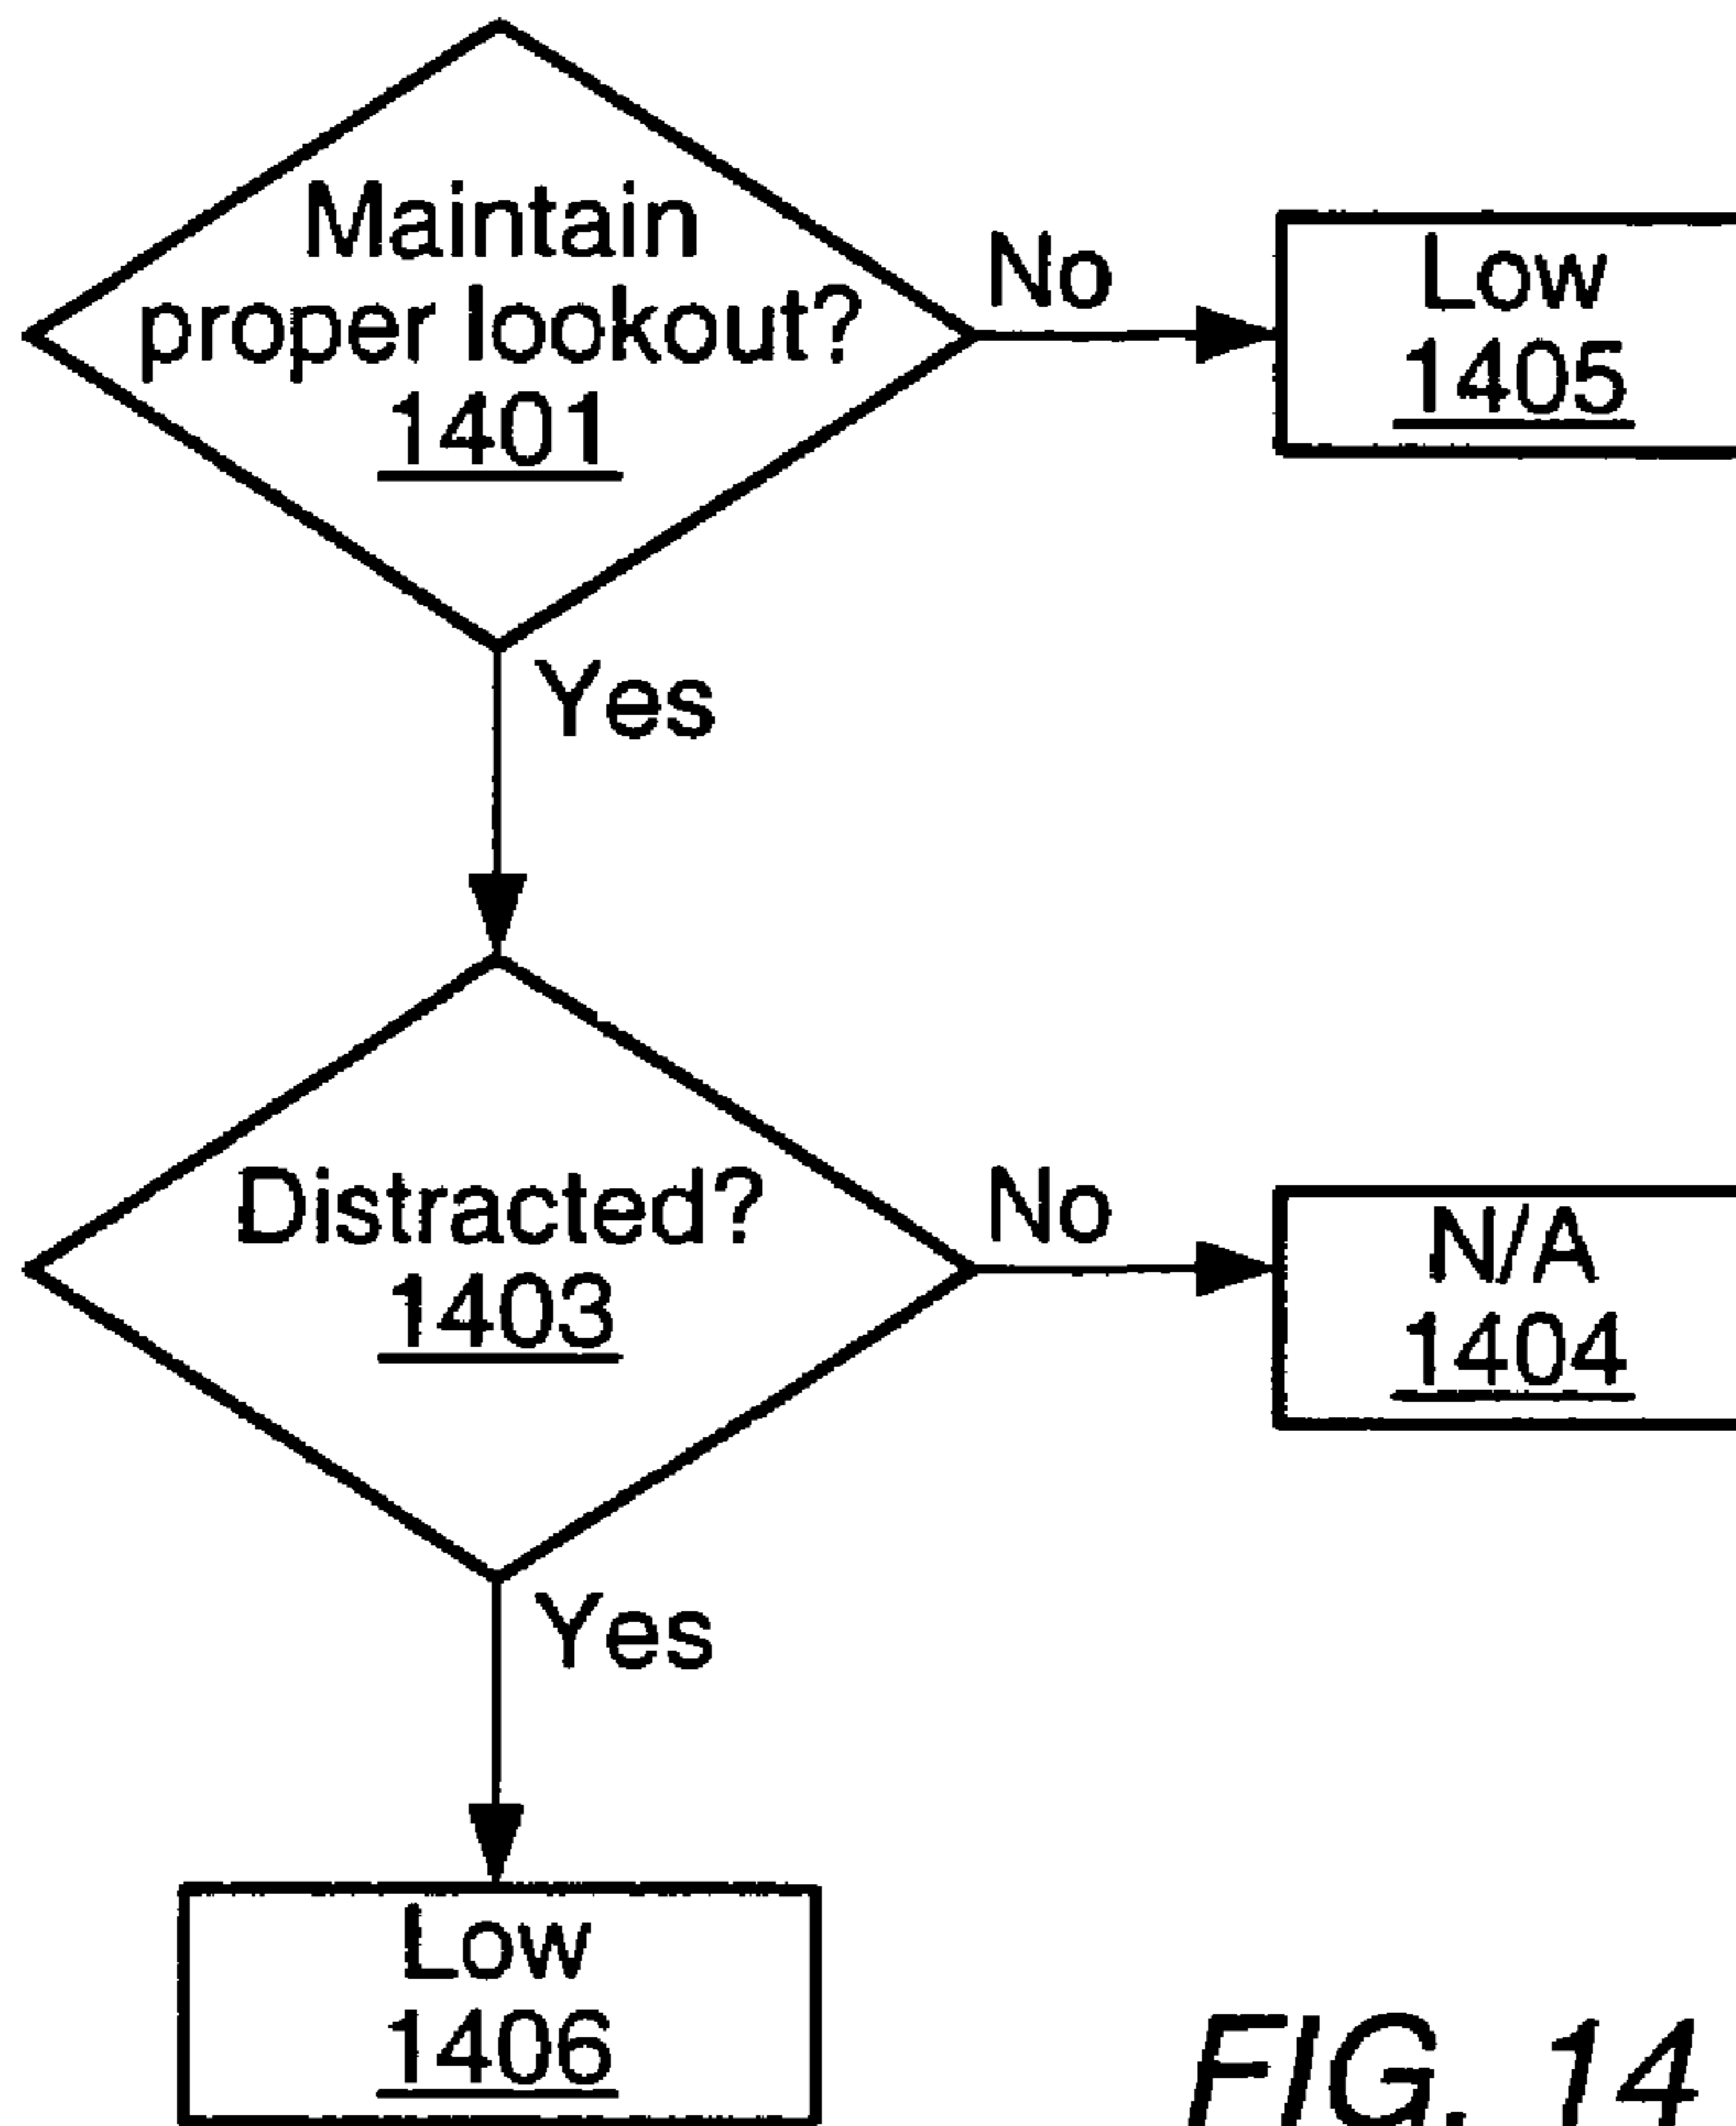 Maintain
proper lookout?
1401
No
Low
1405
Yes
Distracted?
1403
No
N/A
1404
Yes
Low
1406
FIG. 14